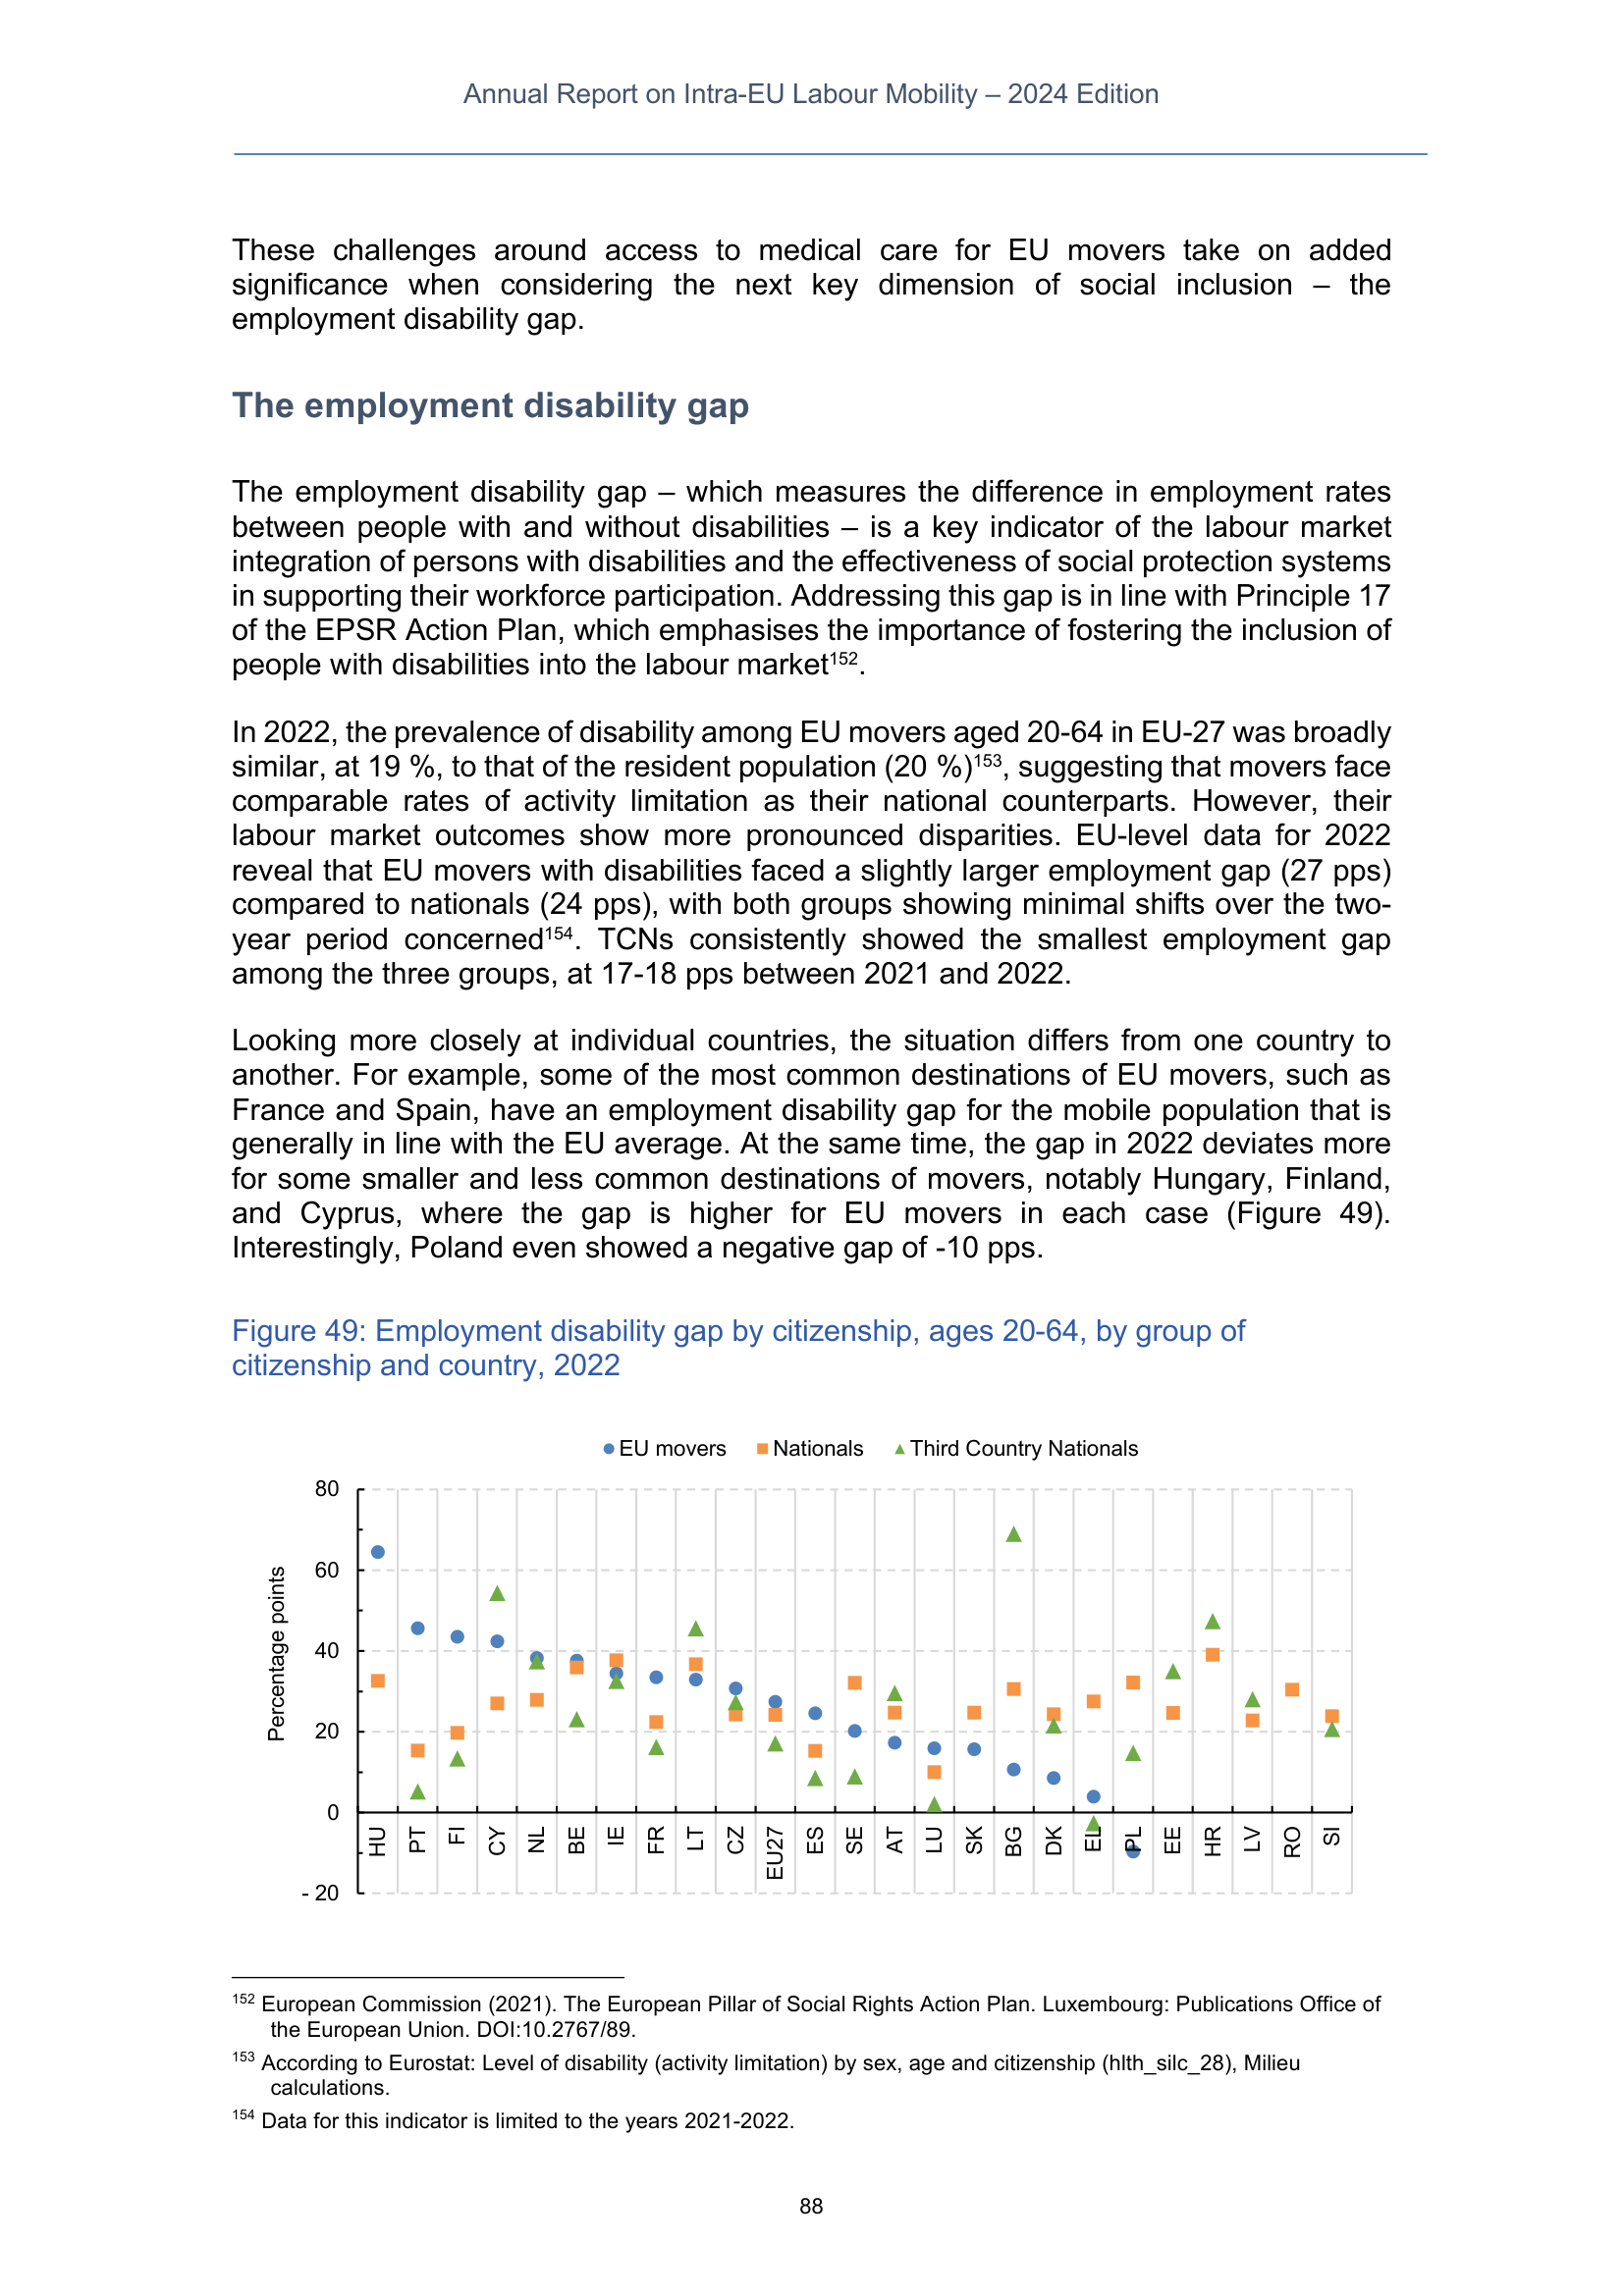 Annual Report on Intra-EU Labour Mobility – 2024 Edition
These challenges around access to medical care for EU movers take on added
significance when considering the next key dimension of social inclusion – the
employment disability gap.
The employment disability gap
The employment disability gap – which measures the difference in employment rates
between people with and without disabilities – is a key indicator of the labour market
integration of persons with disabilities and the effectiveness of social protection systems
in supporting their workforce participation. Addressing this gap is in line with Principle 17
of the EPSR Action Plan, which emphasises the importance of fostering the inclusion of
people with disabilities into the labour market152.
In 2022, the prevalence of disability among EU movers aged 20-64 in EU-27 was broadly
similar, at 19 %, to that of the resident population (20 %)153, suggesting that movers face
comparable rates of activity limitation as their national counterparts. However, their
labour market outcomes show more pronounced disparities. EU-level data for 2022
reveal that EU movers with disabilities faced a slightly larger employment gap (27 pps)
compared to nationals (24 pps), with both groups showing minimal shifts over the two-
year period concerned154. TCNs consistently showed the smallest employment gap
among the three groups, at 17-18 pps between 2021 and 2022.
Looking more closely at individual countries, the situation differs from one country to
another. For example, some of the most common destinations of EU movers, such as
France and Spain, have an employment disability gap for the mobile population that is
generally in line with the EU average. At the same time, the gap in 2022 deviates more
for some smaller and less common destinations of movers, notably Hungary, Finland,
and Cyprus, where the gap is higher for EU movers in each case (Figure 49).
Interestingly, Poland even showed a negative gap of -10 pps.
Figure 49: Employment disability gap by citizenship, ages 20-64, by group of
citizenship and country, 2022
EU movers Nationals Third Country Nationals
Percentage points
80
60
40
20
0
- 20
HU PT FI CY NL BE IE FR LT CZ EU27 ES SE AT LU SK BG DK EL PL EE HR LV RO SI
152 European Commission (2021). The European Pillar of Social Rights Action Plan. Luxembourg: Publications Office of
the European Union. DOI:10.2767/89.
153 According to Eurostat: Level of disability (activity limitation) by sex, age and citizenship (hlth_silc_28), Milieu
calculations.
154 Data for this indicator is limited to the years 2021-2022.
88